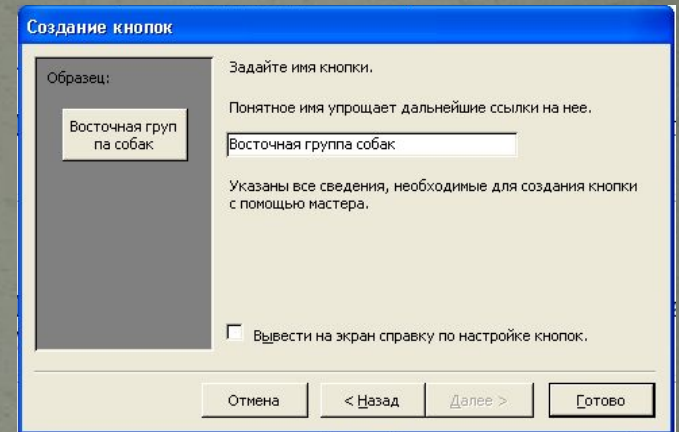 Создание кнопок
Образец:
Восточная груп
па собак
Задайте имя кнопки.
Понятное имя упрощает дальнейшие ссылки на нее.
Восточная группа собак
Указаны все сведения, необходимые для создания кнопки
с помощью мастера.
Вывести на экран справку по настройке кнопок.
Отмена
< Назад
Далее >
Готово